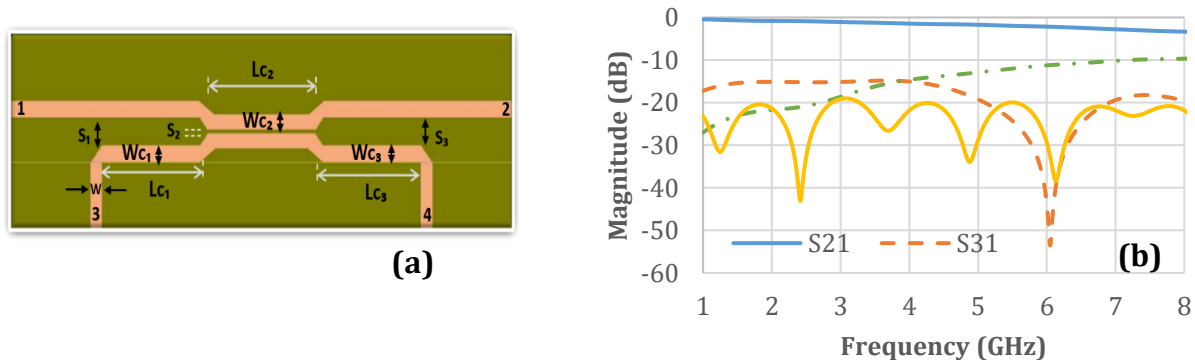 Lc2
1
2
S1
S2
Wc2
S3
Wc1
Wc3
W
Lc1
Lc3
3
4
(a)
Magnitude (dB)
0
-10
-20
-30
-40
-50
-60
S21
S31
(b)
1 2 3 4 5 6 7 8
Frequency (GHz)